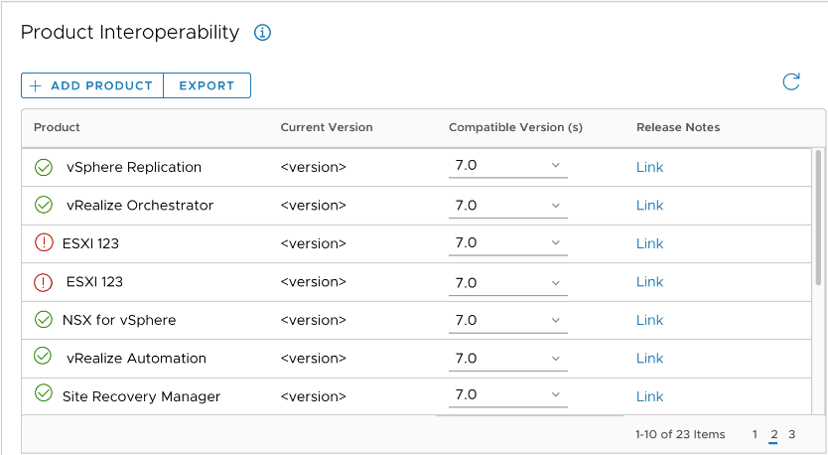 Product Interoperability
+ ADD PRODUCT EXPORT
Product Current Version Compatible Version (s) Release Notes
vSphere Replication <version> 7.0 Link
vRealize Orchestrator <version> 7.0 Link
ESXI 123 <version> 7.0 Link
ESXI 123 <version> 7.0 Link
NSX for vSphere <version> 7.0 Link
vRealize Automation <version> 7.0 Link
Site Recovery Manager <version> 7.0 Link
1-10 of 23 Items 1 2 3